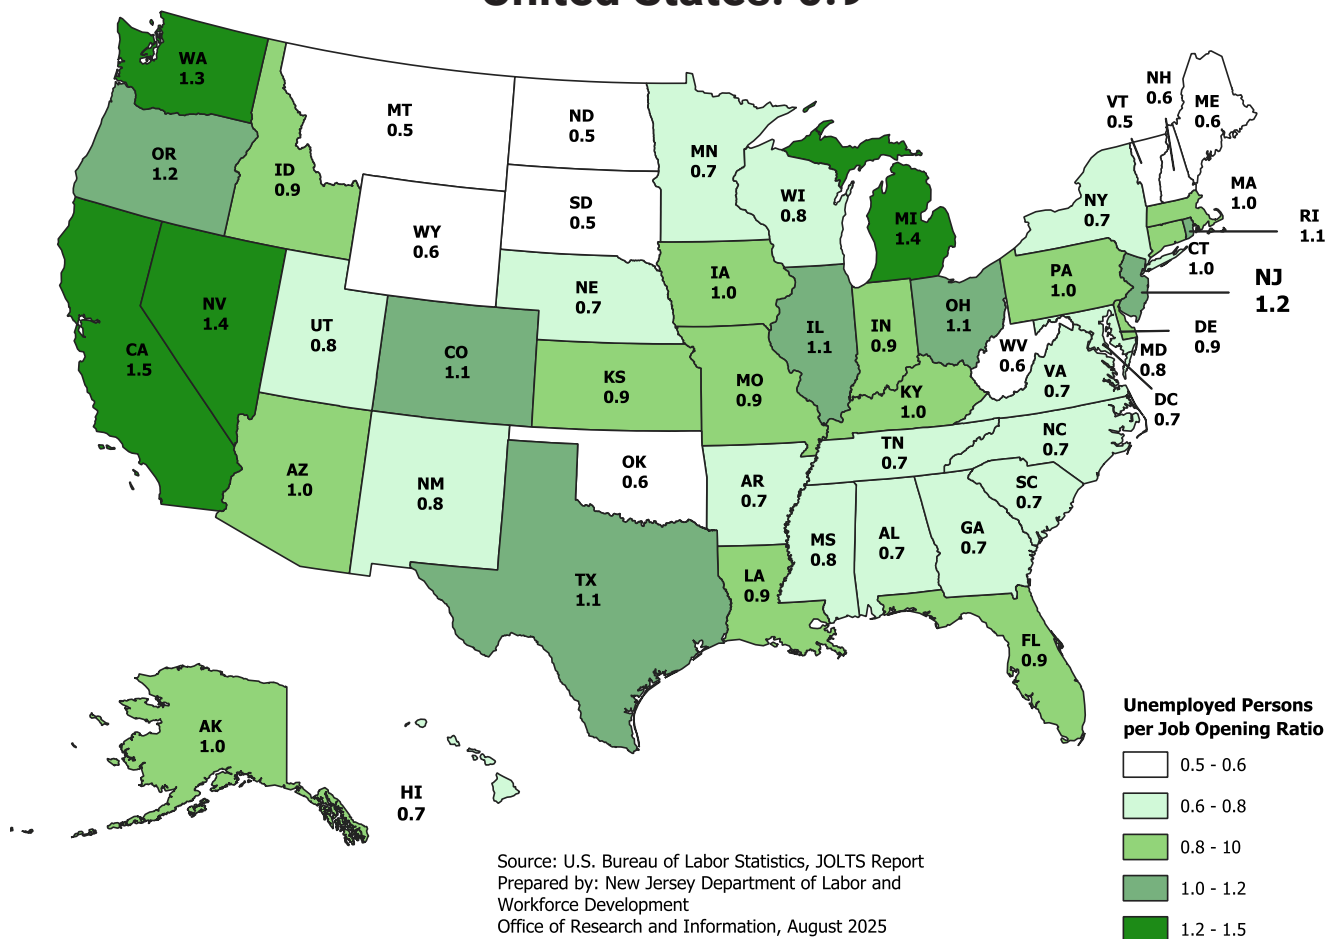 United States: 0.9
WA
1.3
MT
0.5
ND
0.5
MN
0.7
VT
0.5
NH
0.6
ME
0.6
OR
1.2
ID
0.9
SD
0.5
WI
0.8
MI
1.4
NY
0.7
MA
1.0
RI
1.1
WY
0.6
CT
1.0
NJ
1.2
NV
1.4
UT
0.8
NE
0.7
IA
1.0
PA
1.0
IL
1.1
IN
0.9
OH
1.1
DE
0.9
CA
1.5
CO
1.1
KS
0.9
MO
0.9
WV
0.6
MD
0.8
VA
0.7
DC
0.7
KY
1.0
AZ
1.0
NM
0.8
OK
0.6
AR
0.7
TN
0.7
NC
0.7
SC
0.7
MS
0.8
AL
0.7
GA
0.7
TX
1.1
LA
0.9
FL
0.9
AK
1.0
HI
0.7
Unemployed Persons
per Job Opening Ratio
0.5 - 0.6
0.6 - 0.8
0.8 - 10
1.0 - 1.2
1.2 - 1.5
Source: U.S. Bureau of Labor Statistics, JOLTS Report
Prepared by: New Jersey Department of Labor and
Workforce Development
Office of Research and Information, August 2025